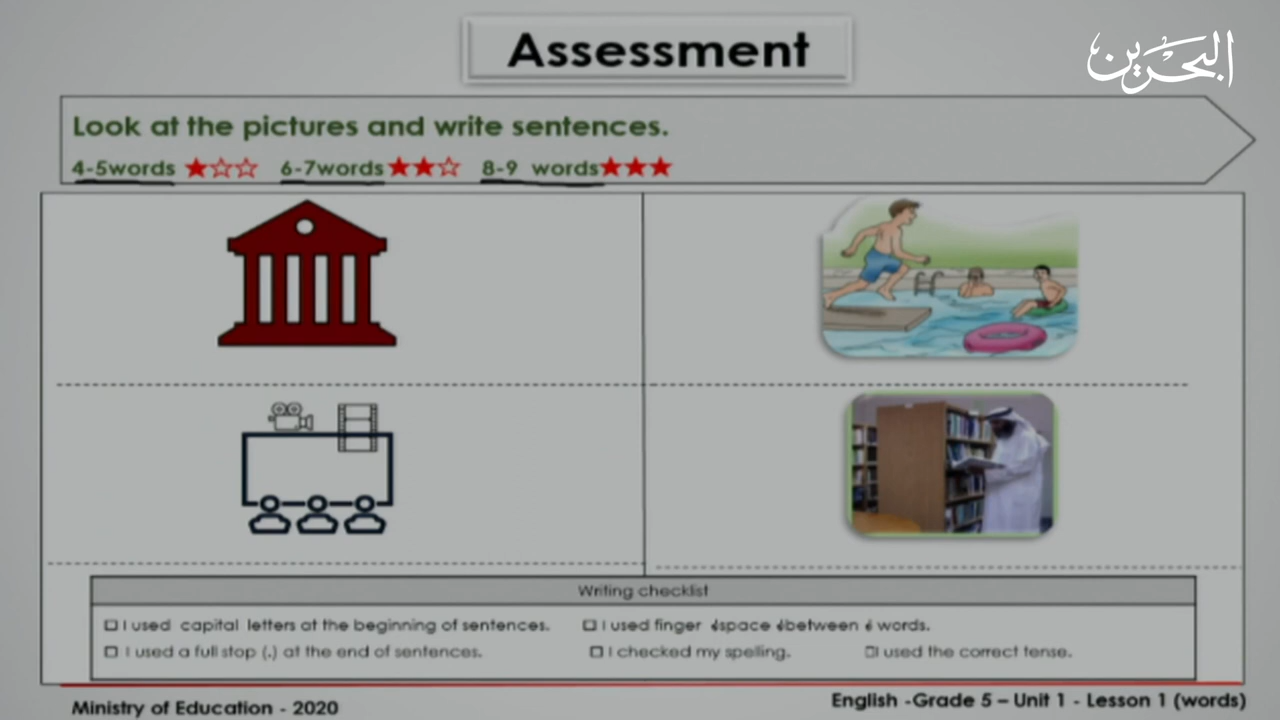 البحرين
Assessment
Look at the pictures and write sentences.
4-5words ★☆☆ 6-7words ★★☆ 8-9 words ★★★
Writing checklist
☐ I used capital letters at the beginning of sentences. ☐ I used finger space between words.
☐ I used a full stop (.) at the end of sentences. ☐ I checked my spelling. ☐ I used the correct tense.
Ministry of Education - 2020
English -Grade 5 – Unit 1 - Lesson 1 (words)